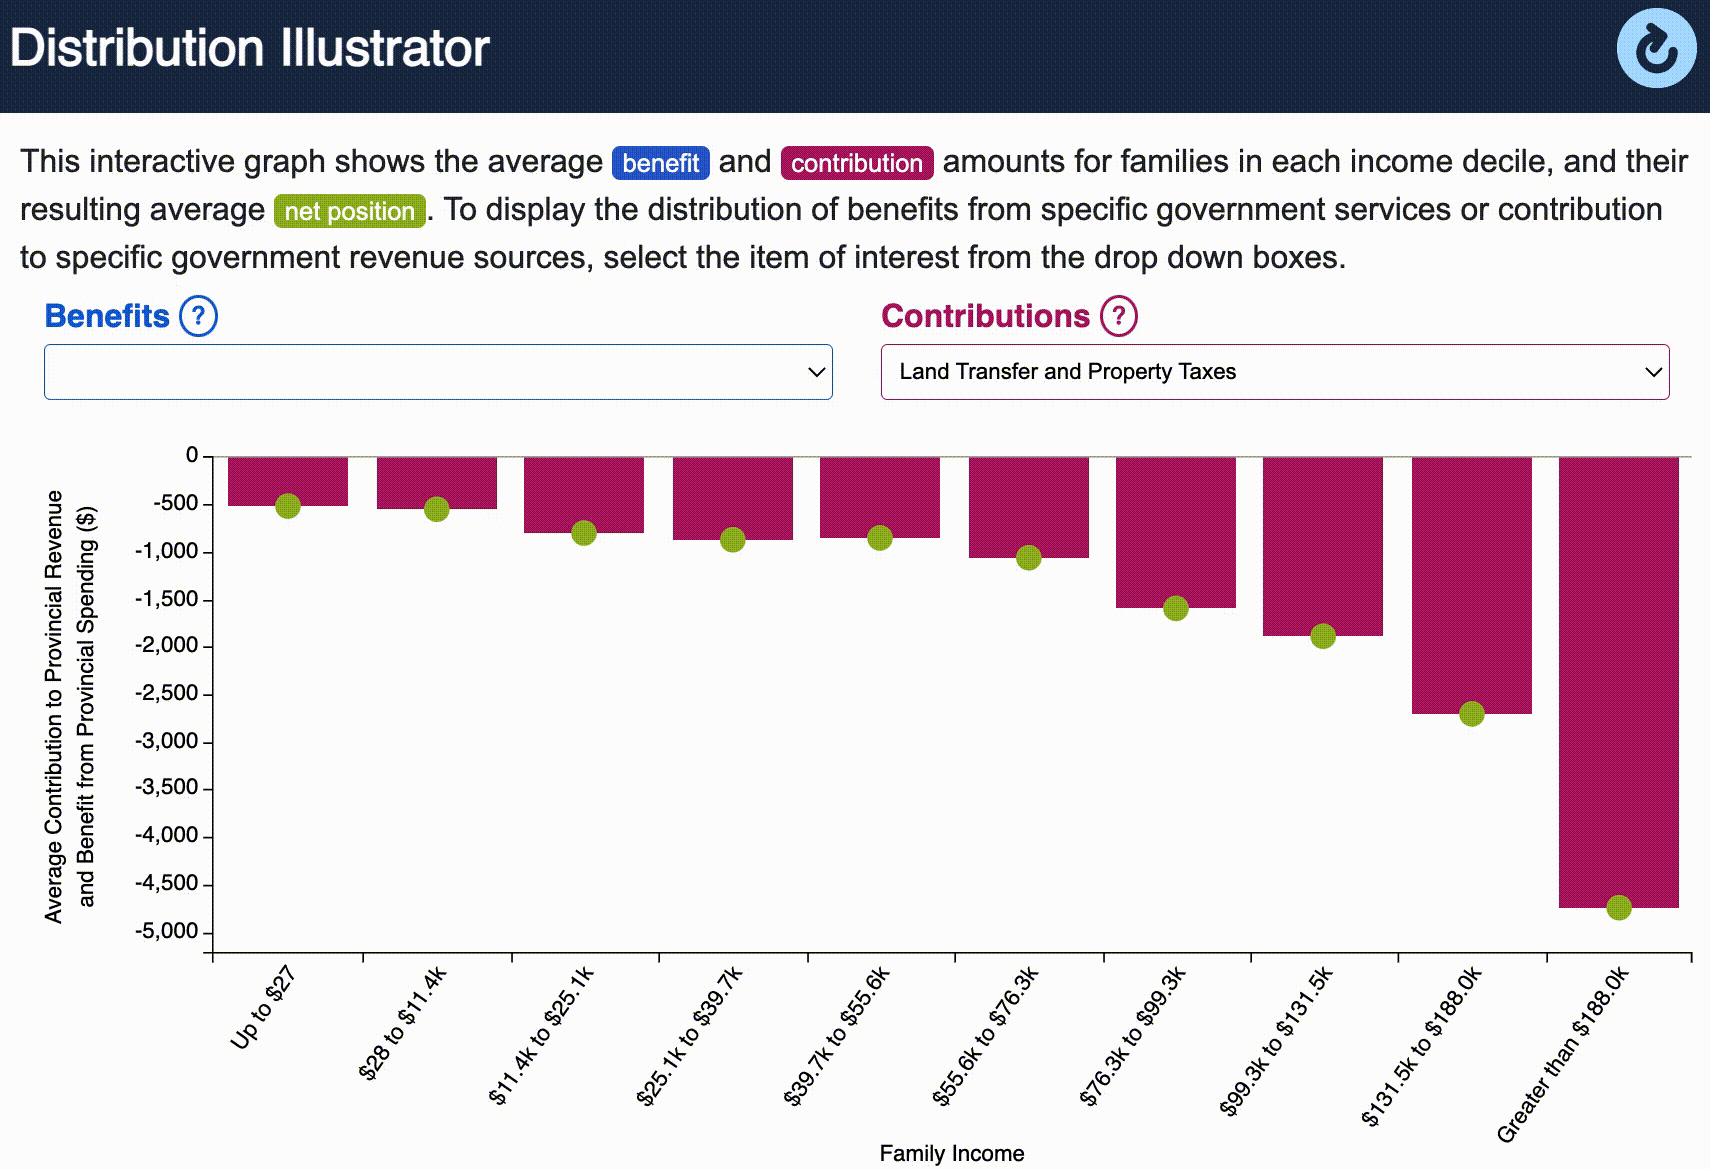 Distribution Illustrator
This interactive graph shows the average benefit and contribution amounts for families in each income decile, and their
resulting average net position. To display the distribution of benefits from specific government services or contribution
to specific government revenue sources, select the item of interest from the drop down boxes.
Benefits ?
Contributions ?
Land Transfer and Property Taxes
Average Contribution to Provincial Revenue
and Benefit from Provincial Spending ($)
0
-500
-1,000
-1,500
-2,000
-2,500
-3,000
-3,500
-4,000
-4,500
-5,000
Up to $27
$28 to $11.4k
$11.4k to $25.1k
$25.1k to $39.7k
$39.7k to $55.6k
$55.6k to $76.3k
$76.3k to $99.3k
$99.3k to $131.5k
$131.5k to $188.0k
Greater than $188.0k
Family Income